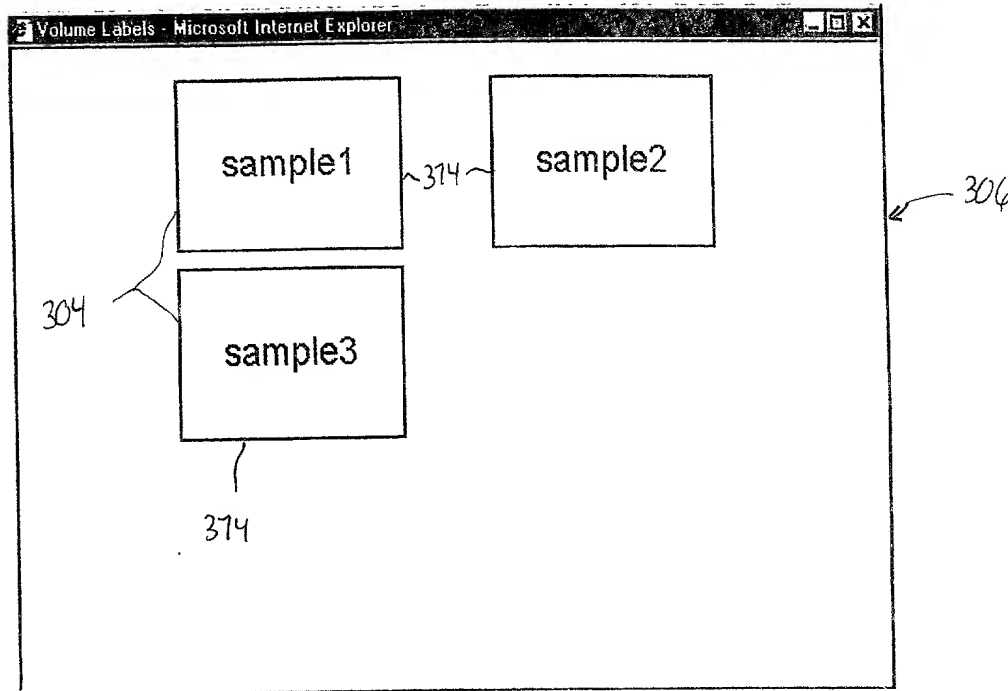 Volume Labels - Microsoft Internet Explorer
sample1
374
sample2
306
304
sample3
374